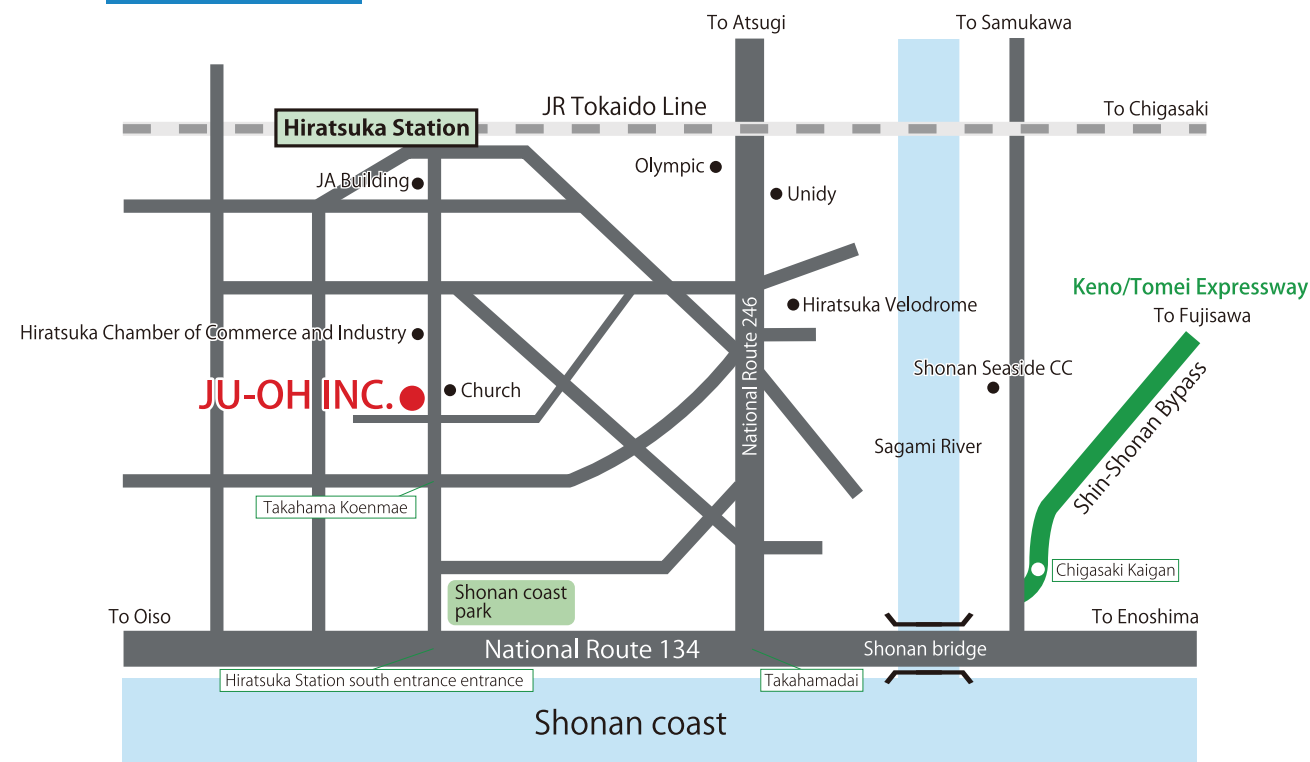 To Atsugi
To Samukawa
JR Tokaido Line
To Chigasaki
Hiratsuka Station
Olympic
JA Building
Unidy
Keno/Tomei Expressway
To Fujisawa
Hiratsuka Velodrome
National Route 246
Hiratsuka Chamber of Commerce and Industry
Shonan Seaside CC
JU-OH INC.
Church
Shin-Shonan Bypass
Sagami River
Takahama Koenmae
Chigasaki Kaigan
Shonan coast
park
To Oiso
To Enoshima
National Route 134
Shonan bridge
Hiratsuka Station south entrance entrance
Takahamadai
Shonan coast